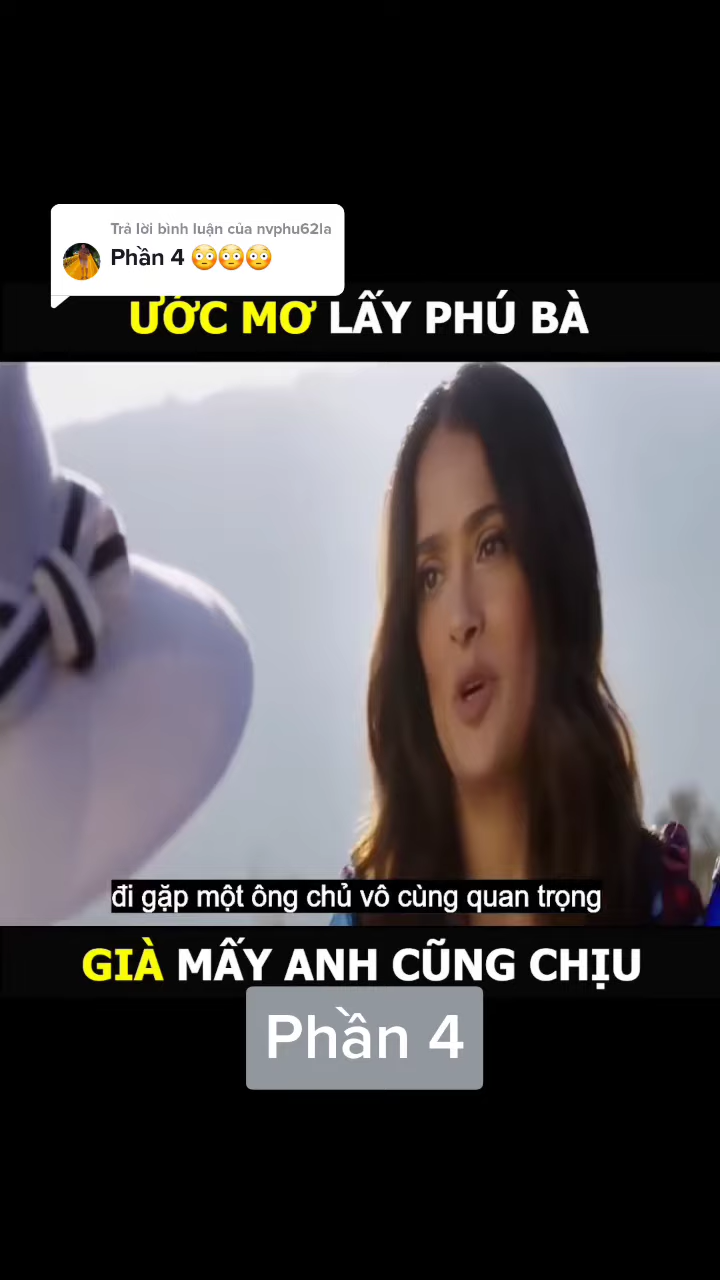 Trả lời bình luận của nvphu62la
Phần 4 😳😳😳
ƯỚC MƠ LẤY PHÚ BÀ
đi gặp một ông chủ vô cùng quan trọng
GIÀ MẤY ANH CŨNG CHỊU
Phần 4